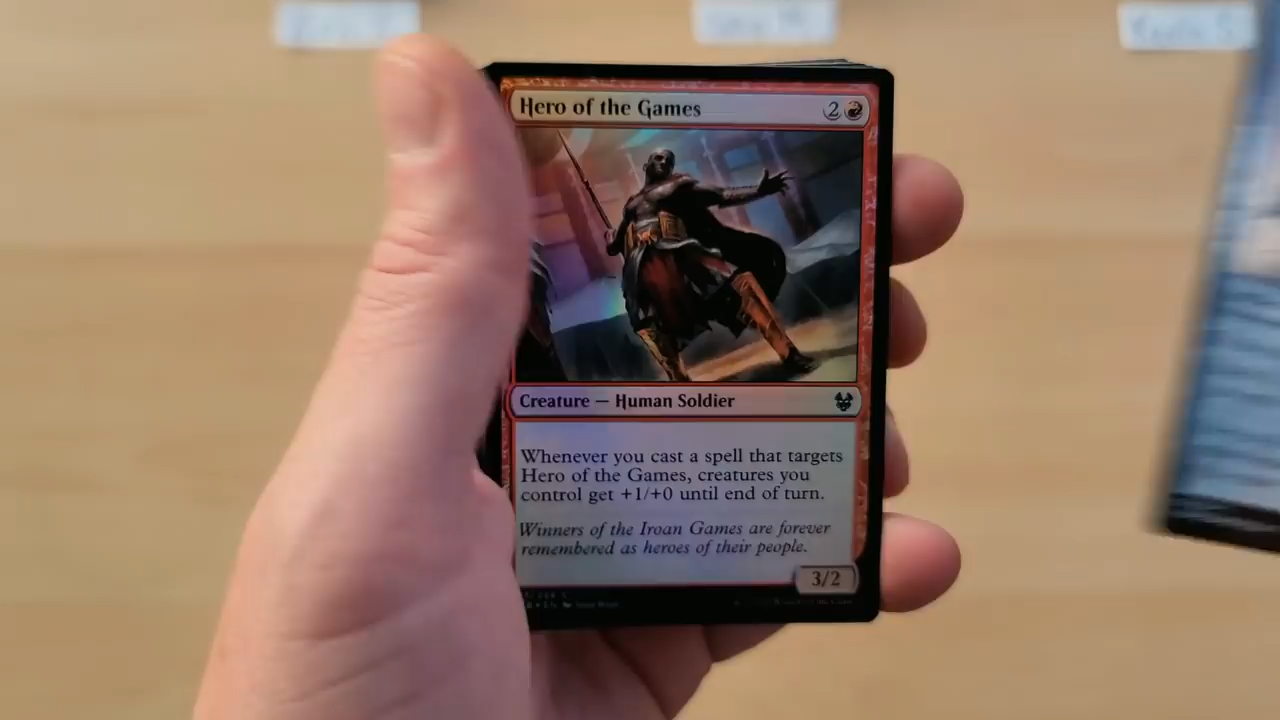 Hero of the Games 2
Creature — Human Soldier
Whenever you cast a spell that targets
Hero of the Games, creatures you
control get +1/+0 until end of turn.
Winners of the Iroan Games are forever
remembered as heroes of their people.
3/2